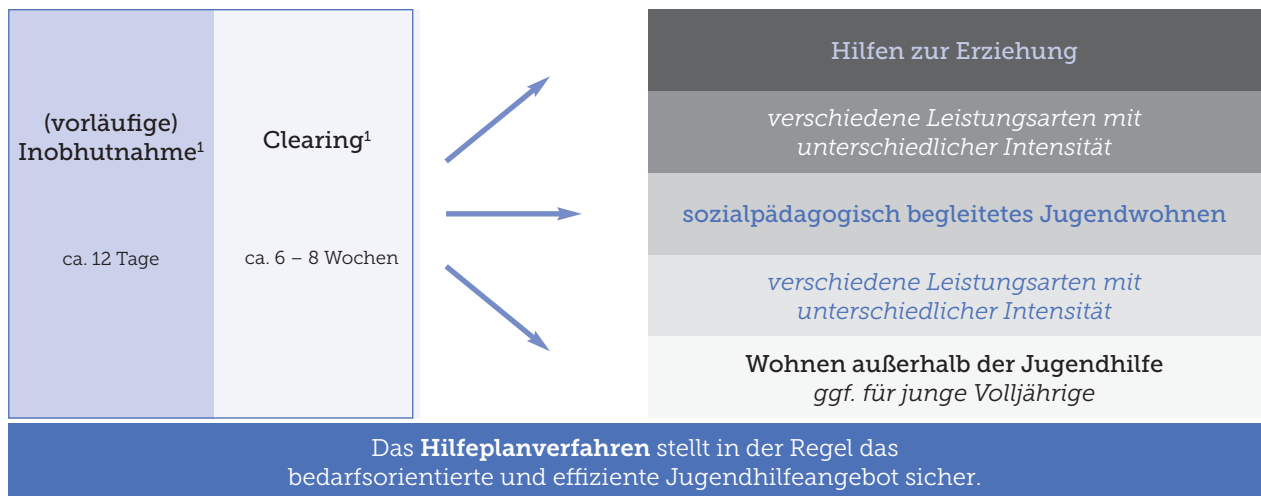 (vorläufige)
Inobhutnahme¹
ca. 12 Tage
Clearing¹
ca. 6 – 8 Wochen
Hilfen zur Erziehung
verschiedene Leistungsarten mit
unterschiedlicher Intensität
sozialpädagogisch begleitetes Jugendwohnen
verschiedene Leistungsarten mit
unterschiedlicher Intensität
Wohnen außerhalb der Jugendhilfe
ggf. für junge Volljährige
Das Hilfeplanverfahren stellt in der Regel das
bedarfsorientierte und effiziente Jugendhilfeangebot sicher.